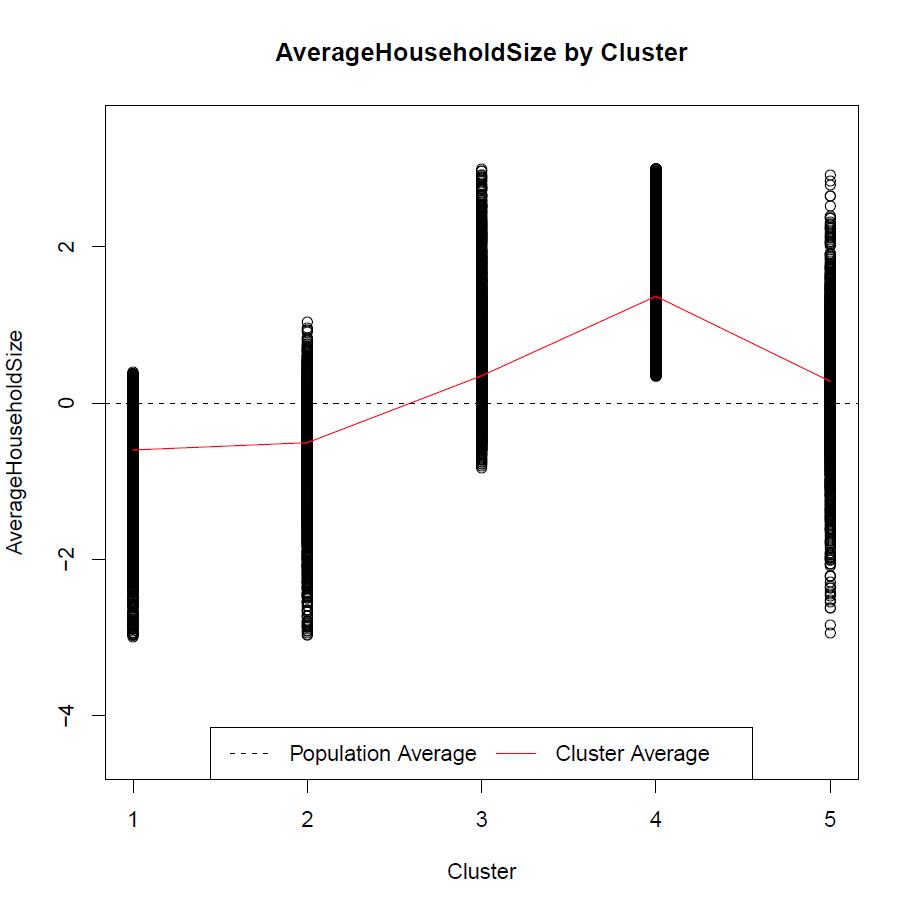 AverageHouseholdSize by Cluster
AverageHouseholdSize
2
0
−2
−4
Population Average
Cluster Average
1 2 3 4 5
Cluster